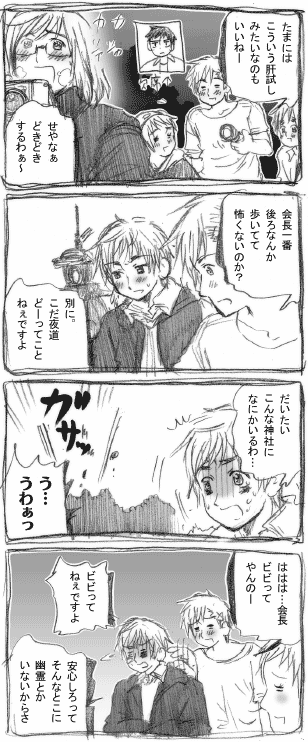 たまには
こういう肝試し
みたいなのも
いいねー
せやなぁ
どきどき
するわぁ～
会長一番
後ろなんか
歩いてて
怖くないのか？
別に。
こだ夜道
どーってこと
ねぇですよ
だいたい
こんな神社に
なにかいるわ…
ガサッ
う…
うわぁっ
ははは…会長
ビビって
やんのー
ビビって
ねぇですよ
安心しろって
そんなとこに
幽霊とか
いないからさ